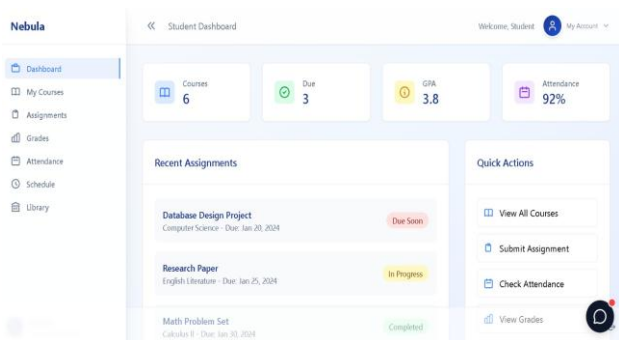 Nebula
Student Dashboard
Welcome, Student
My Account
Dashboard
My Courses
Assignments
Grades
Attendance
Schedule
Library
Courses
6
Due
3
GPA
3.8
Attendance
92%
Recent Assignments
Database Design Project
Computer Science - Due: Jan 20, 2024
Due Soon
Research Paper
English Literature - Due: Jan 25, 2024
In Progress
Math Problem Set
Calculus II - Due: Jan 30, 2024
Completed
Quick Actions
View All Courses
Submit Assignment
Check Attendance
View Grades